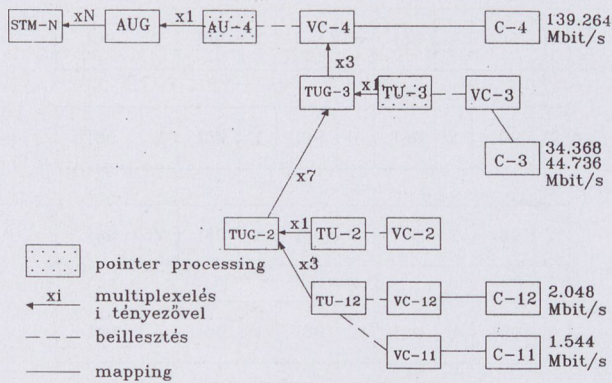 STM-N xN AUG x1 AU-4 VC-4 C-4 139.264
Mbit/s
x3
TUG-3 x1 TU-3 VC-3
C-3 34.368
44.736
Mbit/s
x7
TUG-2 x1 TU-2 VC-2
x3
TU-12 VC-12 C-12 2.048
Mbit/s
VC-11 C-11 1.544
Mbit/s
pointer processing
xi multiplexelés
i tényezővel
beillesztés
mapping